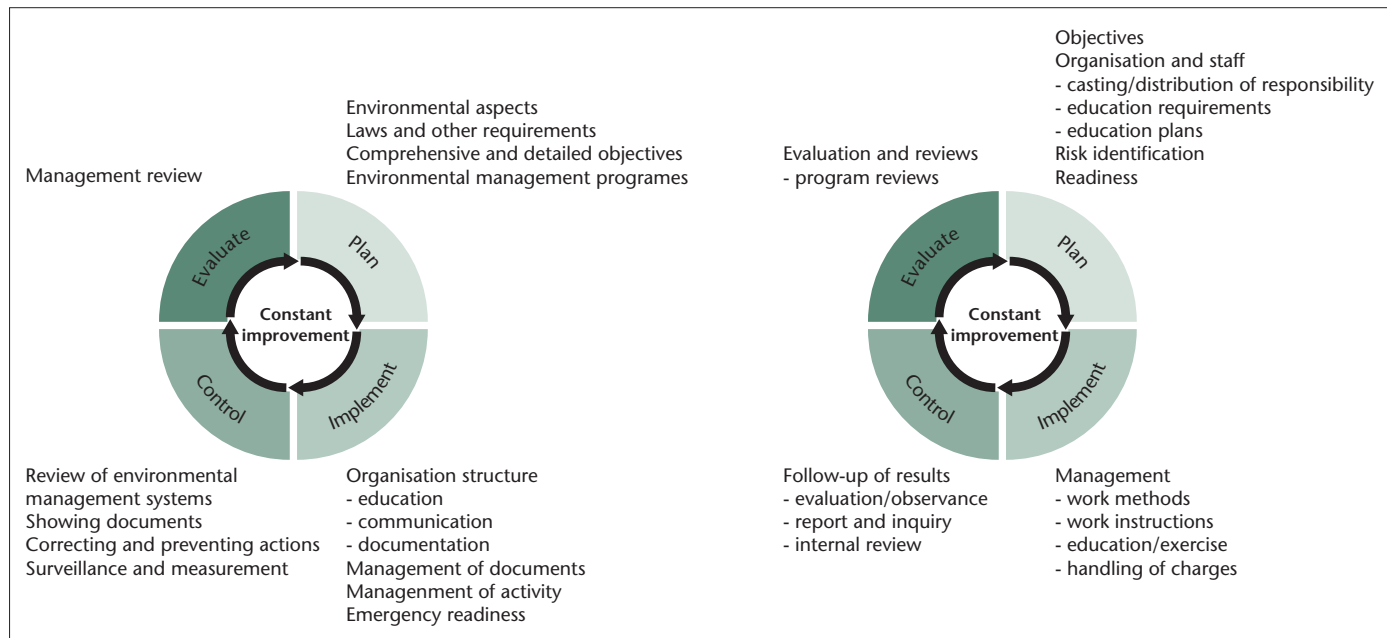 Management review
Environmental aspects
Laws and other requirements
Comprehensive and detailed objectives
Environmental management programes
Evaluate
Plan
Constant
improvement
Control
Implement
Review of environmental
management systems
Showing documents
Correcting and preventing actions
Surveillance and measurement
Organisation structure
- education
- communication
- documentation
Management of documents
Managenment of activity
Emergency readiness
Evaluation and reviews
- program reviews
Objectives
Organisation and staff
- casting/distribution of responsibility
- education requirements
- education plans
Risk identification
Readiness
Evaluate
Plan
Constant
improvement
Control
Implement
Follow-up of results
- evaluation/observance
- report and inquiry
- internal review
Management
- work methods
- work instructions
- education/exercise
- handling of charges